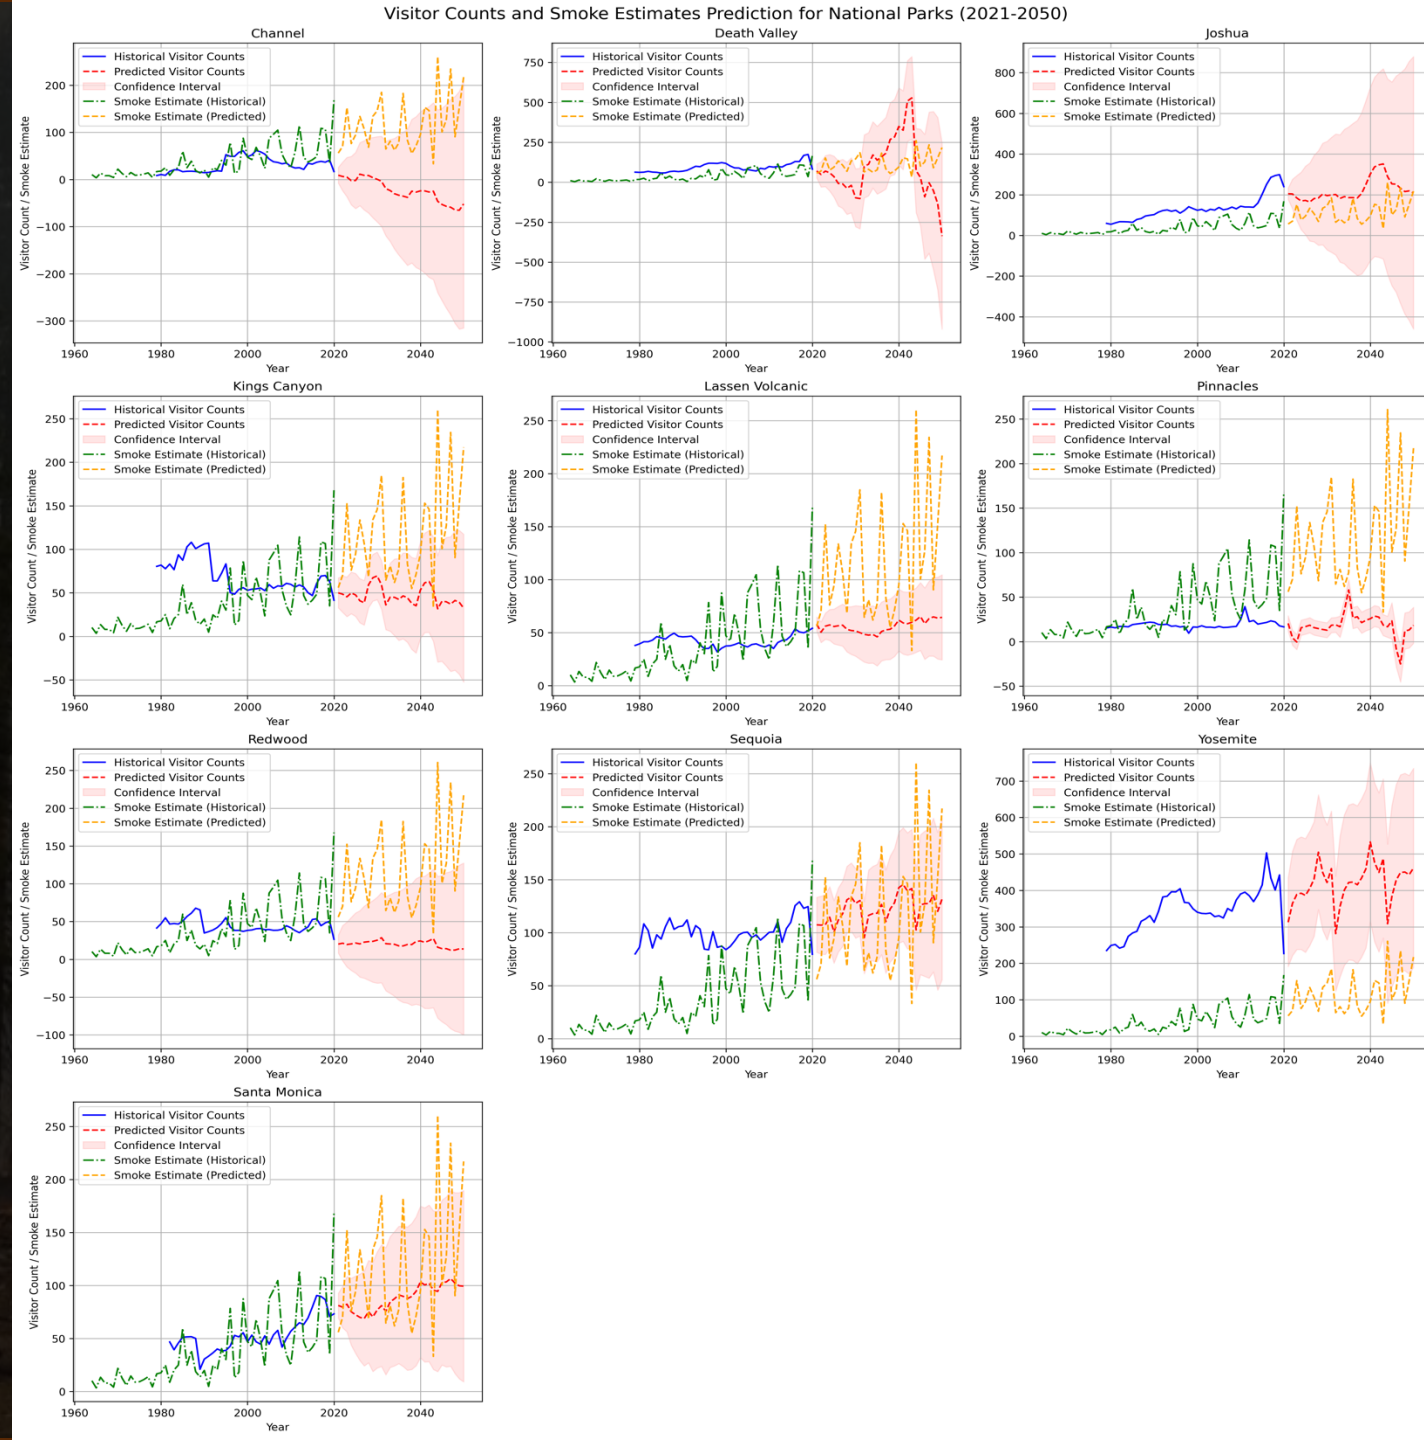 Visitor Counts and Smoke Estimates Prediction for National Parks (2021-2050)
Channel
Historical Visitor Counts
Predicted Visitor Counts
Confidence Interval
Smoke Estimate (Historical)
Smoke Estimate (Predicted)
Visitor Count / Smoke Estimate
200
100
0
−100
−200
−300
1960 1980 2000 2020 2040
Year
Death Valley
Historical Visitor Counts
Predicted Visitor Counts
Confidence Interval
Smoke Estimate (Historical)
Smoke Estimate (Predicted)
Visitor Count / Smoke Estimate
750
500
250
0
−250
−500
−750
−1000
1960 1980 2000 2020 2040
Year
Joshua
Historical Visitor Counts
Predicted Visitor Counts
Confidence Interval
Smoke Estimate (Historical)
Smoke Estimate (Predicted)
Visitor Count / Smoke Estimate
800
600
400
200
0
−200
−400
1960 1980 2000 2020 2040
Year
Kings Canyon
Historical Visitor Counts
Predicted Visitor Counts
Confidence Interval
Smoke Estimate (Historical)
Smoke Estimate (Predicted)
Visitor Count / Smoke Estimate
250
200
150
100
50
0
−50
1960 1980 2000 2020 2040
Year
Lassen Volcanic
Historical Visitor Counts
Predicted Visitor Counts
Confidence Interval
Smoke Estimate (Historical)
Smoke Estimate (Predicted)
Visitor Count / Smoke Estimate
250
200
150
100
50
0
1960 1980 2000 2020 2040
Year
Pinnacles
Historical Visitor Counts
Predicted Visitor Counts
Confidence Interval
Smoke Estimate (Historical)
Smoke Estimate (Predicted)
Visitor Count / Smoke Estimate
250
200
150
100
50
0
−50
1960 1980 2000 2020 2040
Year
Redwood
Historical Visitor Counts
Predicted Visitor Counts
Confidence Interval
Smoke Estimate (Historical)
Smoke Estimate (Predicted)
Visitor Count / Smoke Estimate
250
200
150
100
50
0
−50
−100
1960 1980 2000 2020 2040
Year
Sequoia
Historical Visitor Counts
Predicted Visitor Counts
Confidence Interval
Smoke Estimate (Historical)
Smoke Estimate (Predicted)
Visitor Count / Smoke Estimate
250
200
150
100
50
0
1960 1980 2000 2020 2040
Year
Yosemite
Historical Visitor Counts
Predicted Visitor Counts
Confidence Interval
Smoke Estimate (Historical)
Smoke Estimate (Predicted)
Visitor Count / Smoke Estimate
700
600
500
400
300
200
100
0
1960 1980 2000 2020 2040
Year
Santa Monica
Historical Visitor Counts
Predicted Visitor Counts
Confidence Interval
Smoke Estimate (Historical)
Smoke Estimate (Predicted)
Visitor Count / Smoke Estimate
250
200
150
100
50
0
1960 1980 2000 2020 2040
Year